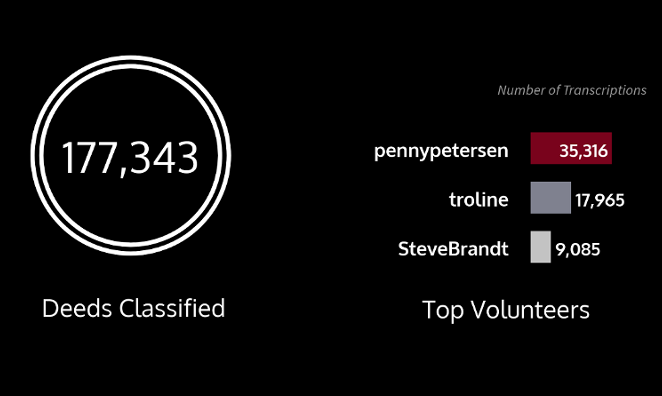 177,343
Deeds Classified
Number of Transcriptions
pennypetersen 35,316
troline 17,965
SteveBrandt 9,085
Top Volunteers